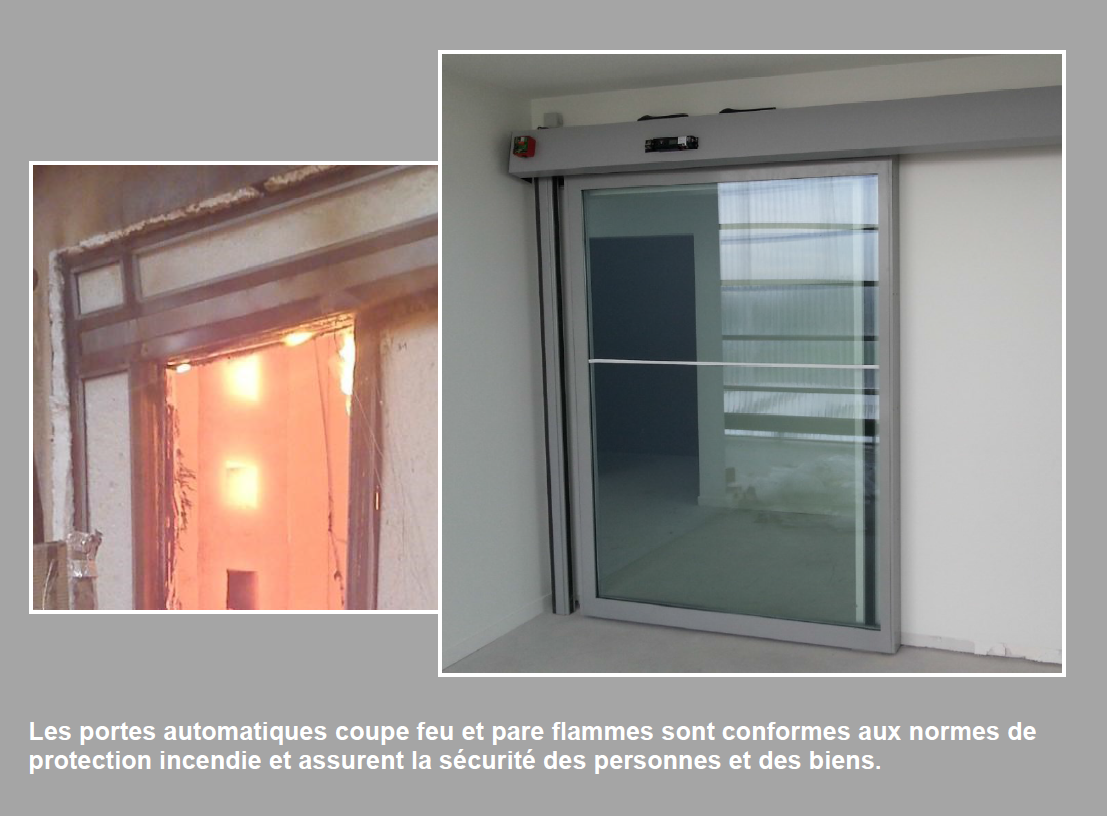 Les portes automatiques coupe feu et pare flammes sont conformes aux normes de
protection incendie et assurent la sécurité des personnes et des biens.